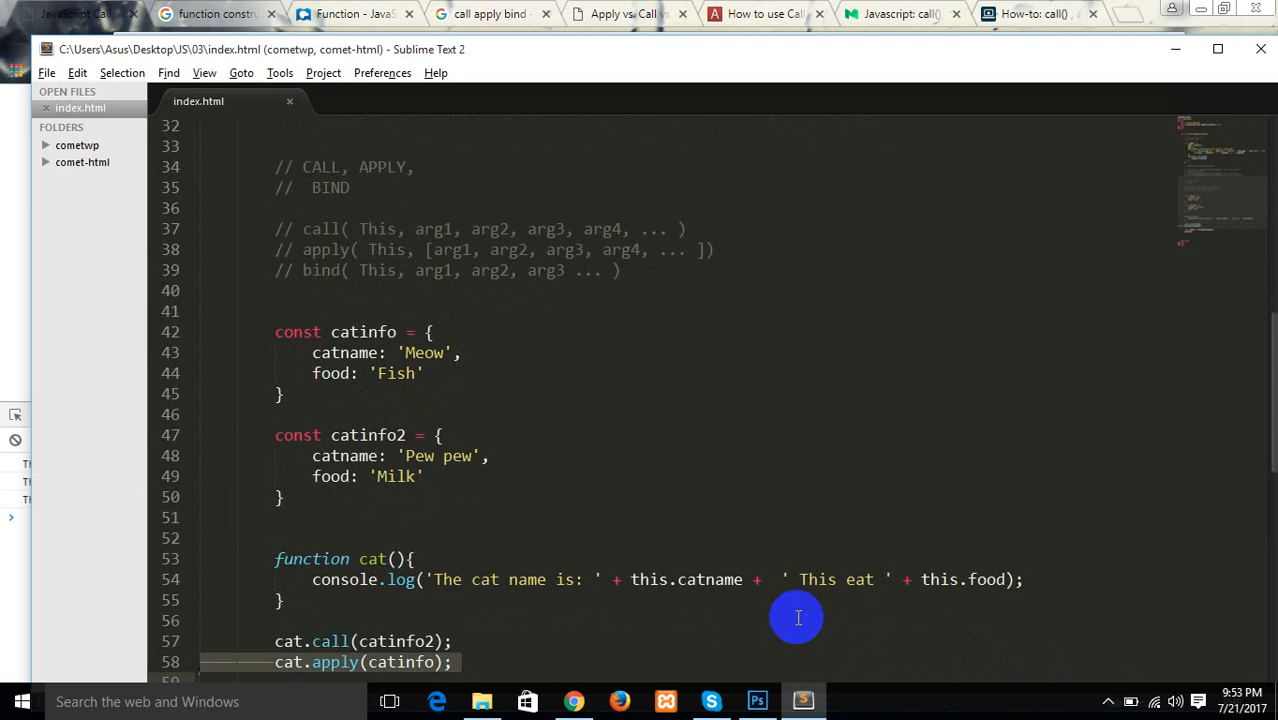 JavaScript Call
function constru
Function - JavaS
call apply bind -
Apply vs. Call vs
How to use Call
Javascript: call()
How-to: call() , a
C:\Users\Asus\Desktop\JS\03\index.html (cometwp, comet-html) - Sublime Text 2
File Edit Selection Find View Goto Tools Project Preferences Help
OPEN FILES
index.html
FOLDERS
cometwp
comet-html
index.html
32
33
34 // CALL, APPLY,
35 // BIND
36
37 // call( This, arg1, arg2, arg3, arg4, ... )
38 // apply( This, [arg1, arg2, arg3, arg4, ... ])
39 // bind( This, arg1, arg2, arg3 ... )
40
41
42 const catinfo = {
43 catname: 'Meow',
44 food: 'Fish'
45 }
46
47 const catinfo2 = {
48 catname: 'Pew pew',
49 food: 'Milk'
50 }
51
52
53 function cat(){
54 console.log('The cat name is: ' + this.catname + ' This eat ' + this.food);
55 }
56
57 cat.call(catinfo2);
58 cat.apply(catinfo);
59
Search the web and Windows
9:53 PM
7/21/2017